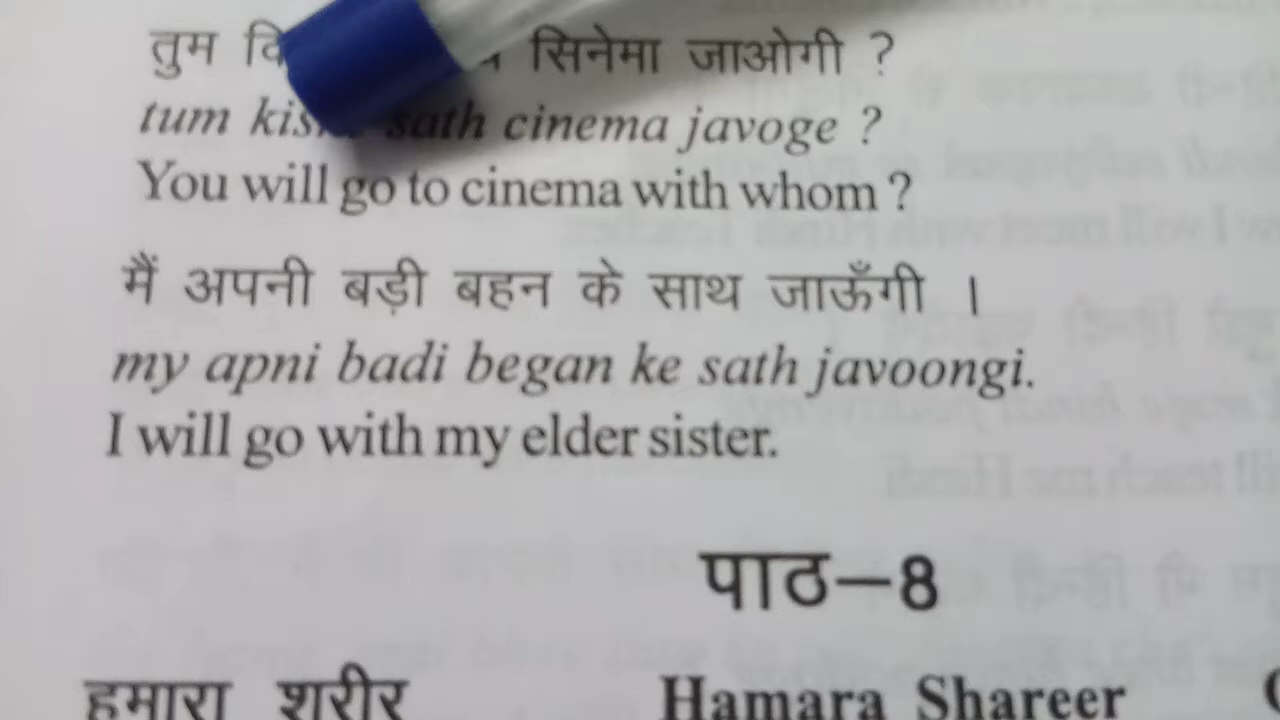 तुम सिनेमा जाओगी ?
tum sath cinema javoge ?
You will go to cinema with whom ?
मैं अपनी बड़ी बहन के साथ जाऊँगी ।
my apni badi began ke sath javoongi.
I will go with my elder sister.
पाठ–8
हमारा शरीर Hamara Shareer